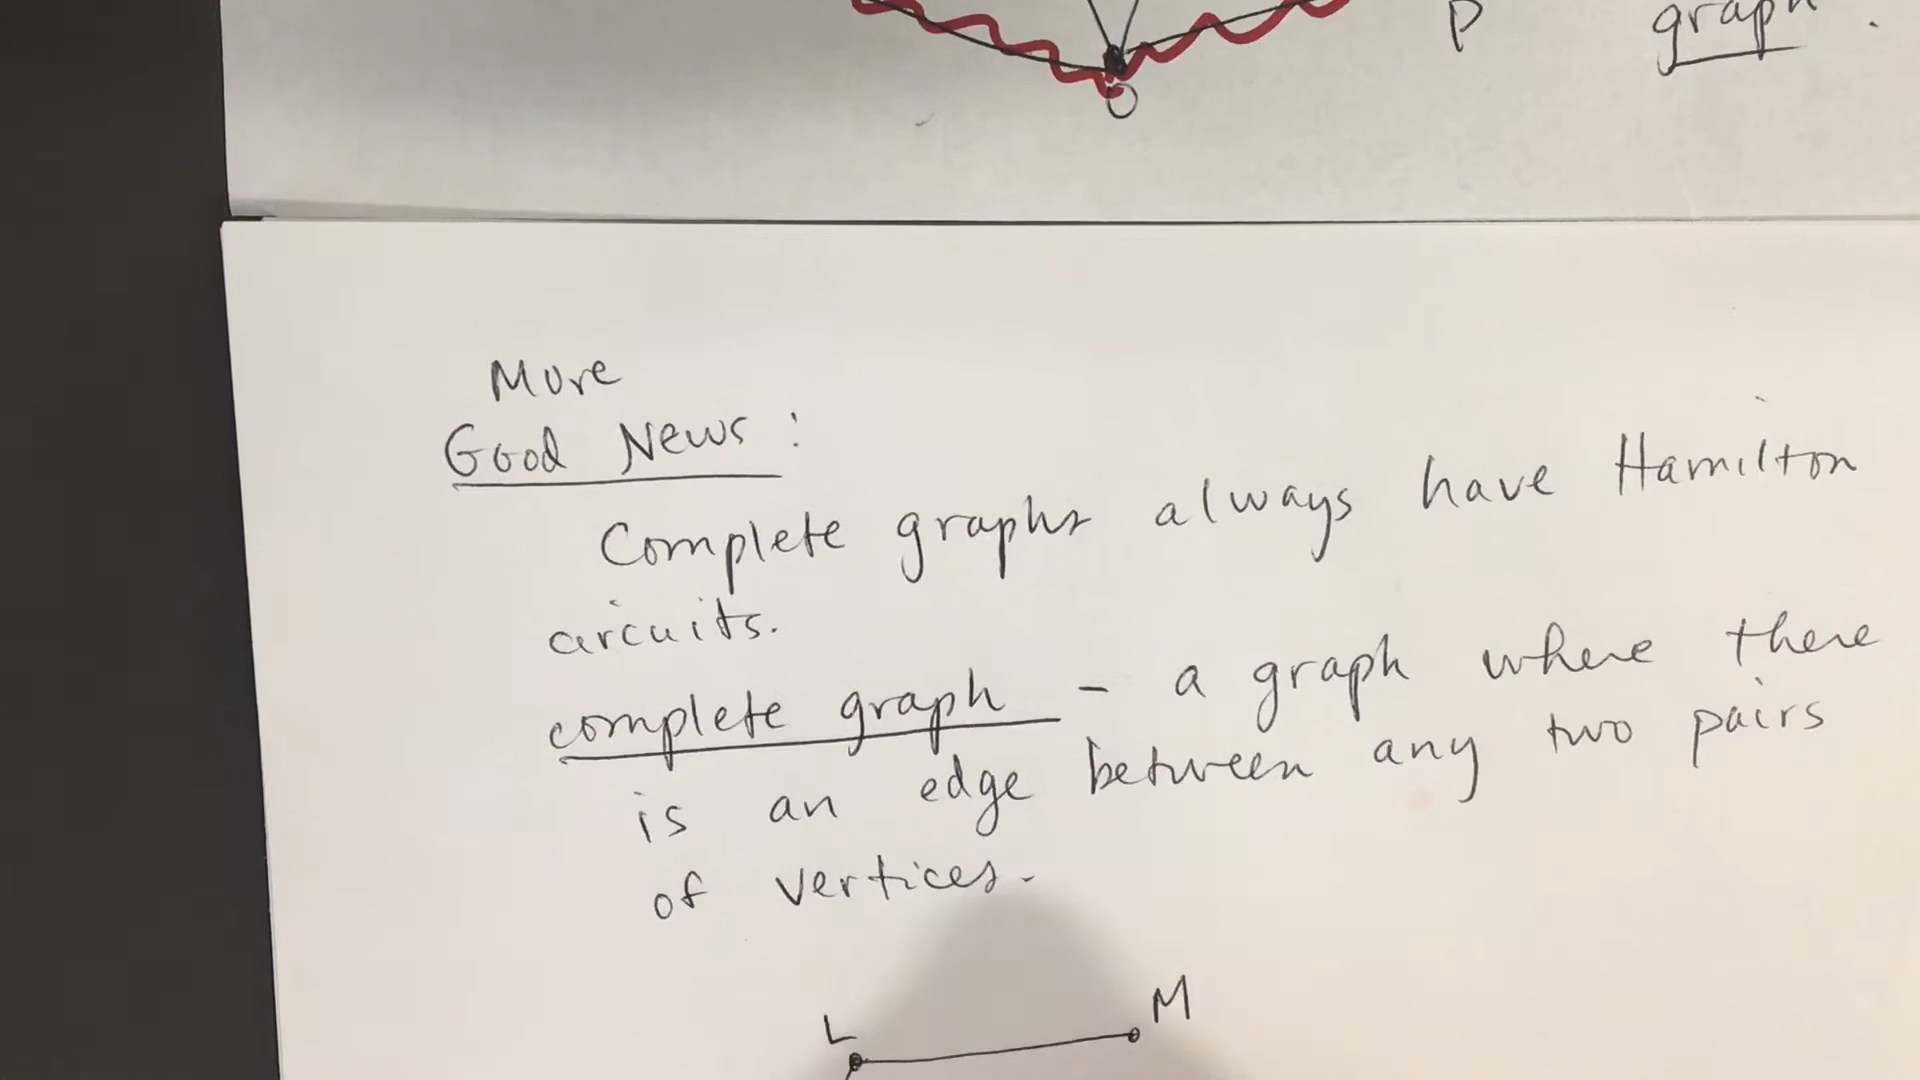 P graph.
O
More
Good News:
Complete graphs always have Hamilton
circuits.
complete graph - a graph where there
is an edge between any two pairs
of vertices.
L M